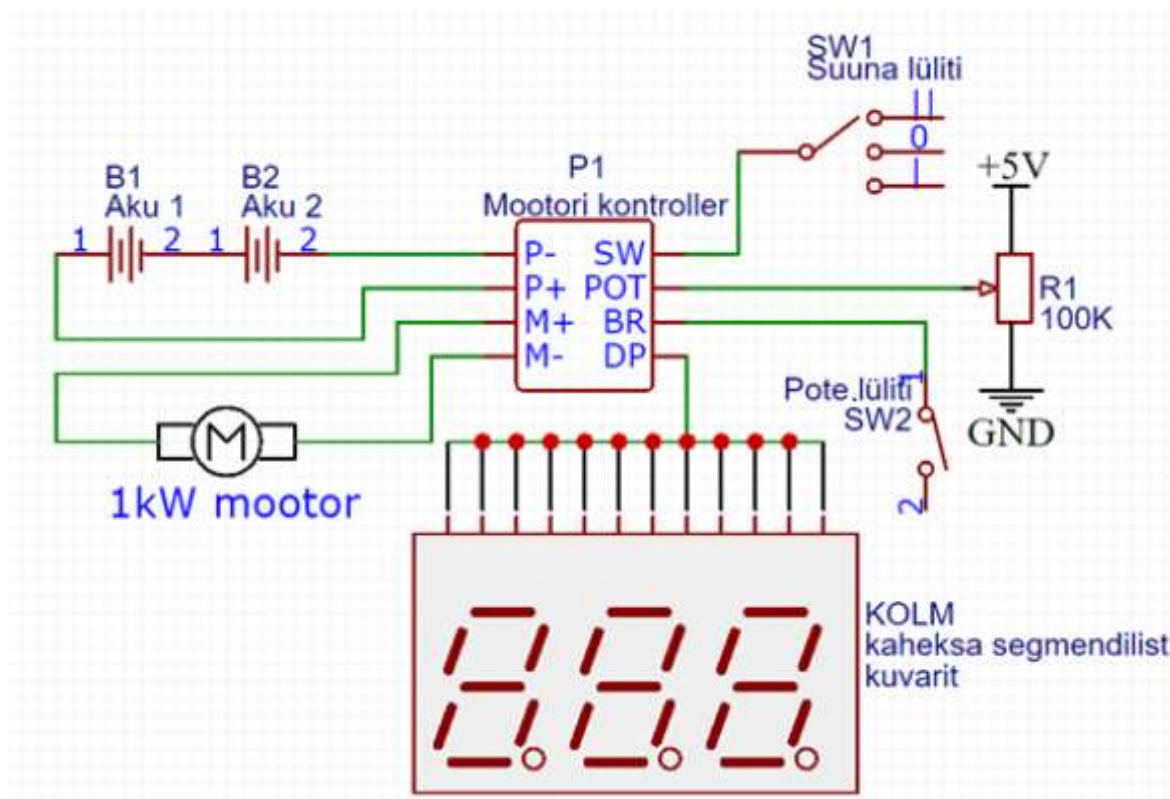 SW1
Suuna lüliti
||
0
|
+5V
B1
Aku 1
B2
Aku 2
P1
Mootori kontroller
1 2 1 2
P- SW
P+ POT
M+ BR
M- DP
R1
100K
1
Pote.lüliti
SW2
2
GND
M
1kW mootor
KOLM
kaheksa segmendilist
kuvarit